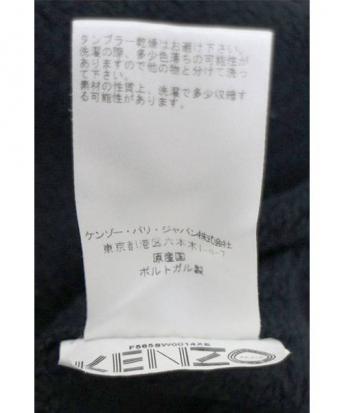 タンブラー乾燥はお避け下さい。
洗濯の際、多少色落ちの可能性が
ありますので他の物と分けて洗っ
て下さい。
素材の性質上、洗濯で多少収縮す
る可能性があります。
ケンゾー・パリ・ジャパン株式会社
東京都港区六本木1-4-7
原産国
ポルトガル製
F565SW0014XE
KENZO